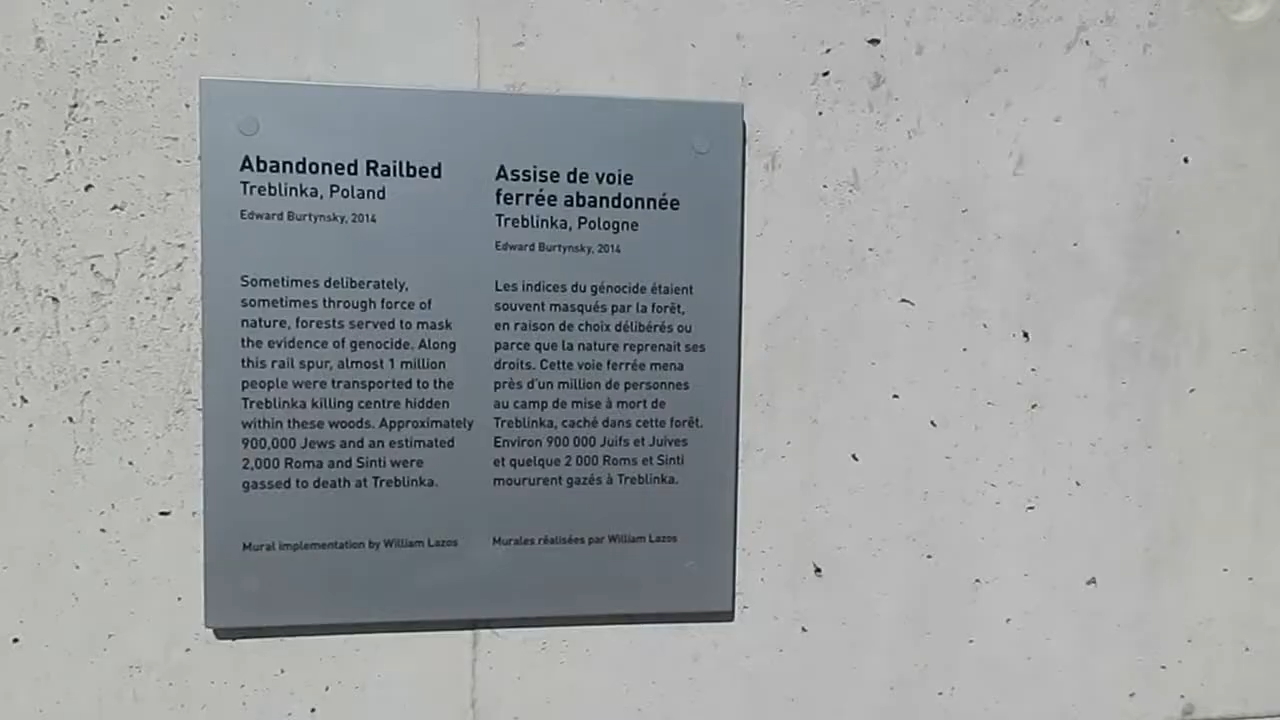 Abandoned Railbed
Treblinka, Poland
Edward Burtynsky, 2014
Sometimes deliberately,
sometimes through force of
nature, forests served to mask
the evidence of genocide. Along
this rail spur, almost 1 million
people were transported to the
Treblinka killing centre hidden
within these woods. Approximately
900,000 Jews and an estimated
2,000 Roma and Sinti were
gassed to death at Treblinka.
Mural implementation by William Lazos
Assise de voie
ferrée abandonnée
Treblinka, Pologne
Edward Burtynsky, 2014
Les indices du génocide étaient
souvent masqués par la forêt,
en raison de choix délibérés ou
parce que la nature reprenait ses
droits. Cette voie ferrée mena
près d'un million de personnes
au camp de mise à mort de
Treblinka, caché dans cette forêt.
Environ 900 000 Juifs et Juives
et quelque 2 000 Roms et Sinti
moururent gazés à Treblinka.
Murales réalisées par William Lazos